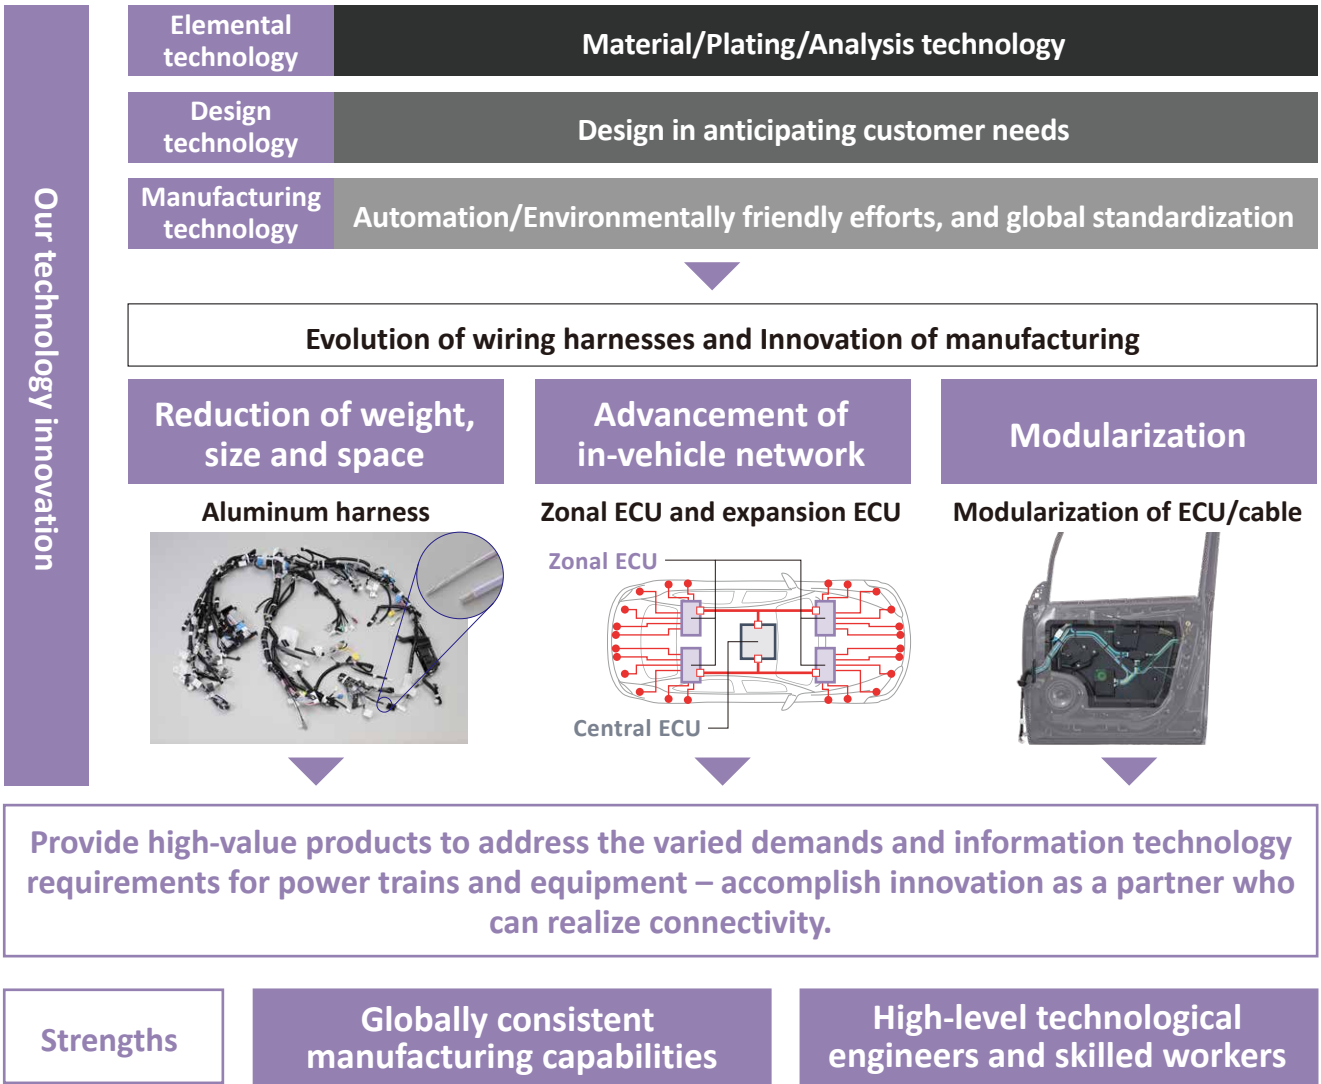 Our technology innovation
Elemental
technology
Material/Plating/Analysis technology
Design
technology
Design in anticipating customer needs
Manufacturing
technology
Automation/Environmentally friendly efforts, and global standardization
Evolution of wiring harnesses and Innovation of manufacturing
Reduction of weight,
size and space
Aluminum harness
Advancement of
in-vehicle network
Zonal ECU and expansion ECU
Zonal ECU
Central ECU
Modularization
Modularization of ECU/cable
Provide high-value products to address the varied demands and information technology
requirements for power trains and equipment – accomplish innovation as a partner who
can realize connectivity.
Strengths
Globally consistent
manufacturing capabilities
High-level technological
engineers and skilled workers